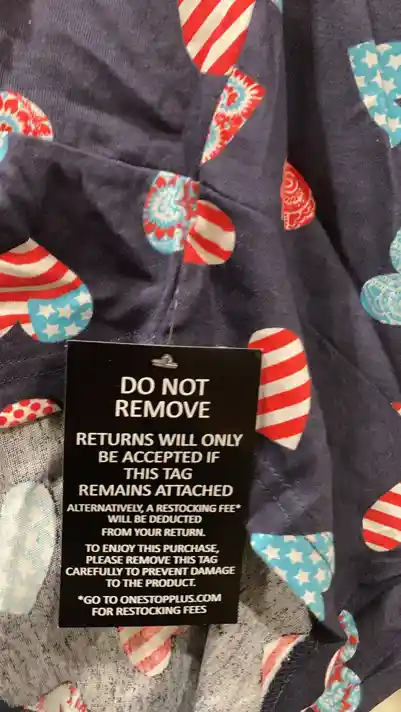 DO NOT
REMOVE
RETURNS WILL ONLY
BE ACCEPTED IF
THIS TAG
REMAINS ATTACHED
ALTERNATIVELY, A RESTOCKING FEE*
WILL BE DEDUCTED
FROM YOUR RETURN.
TO ENJOY THIS PURCHASE,
PLEASE REMOVE THIS TAG
CAREFULLY TO PREVENT DAMAGE
TO THE PRODUCT.
*GO TO ONESTOPPLUS.COM
FOR RESTOCKING FEES